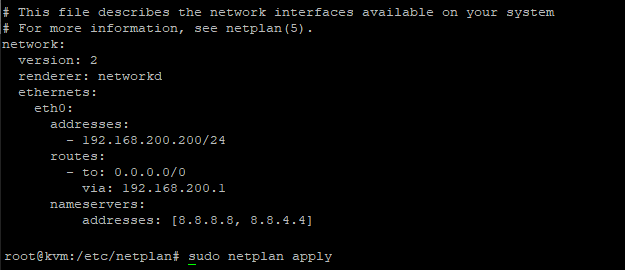 # This file describes the network interfaces available on your system
# For more information, see netplan(5).
network:
  version: 2
  renderer: networkd
  ethernets:
    eth0:
      addresses:
        - 192.168.200.200/24
      routes:
        - to: 0.0.0.0/0
          via: 192.168.200.1
      nameservers:
          addresses: [8.8.8.8, 8.8.4.4]
root@kvm:/etc/netplan# sudo netplan apply